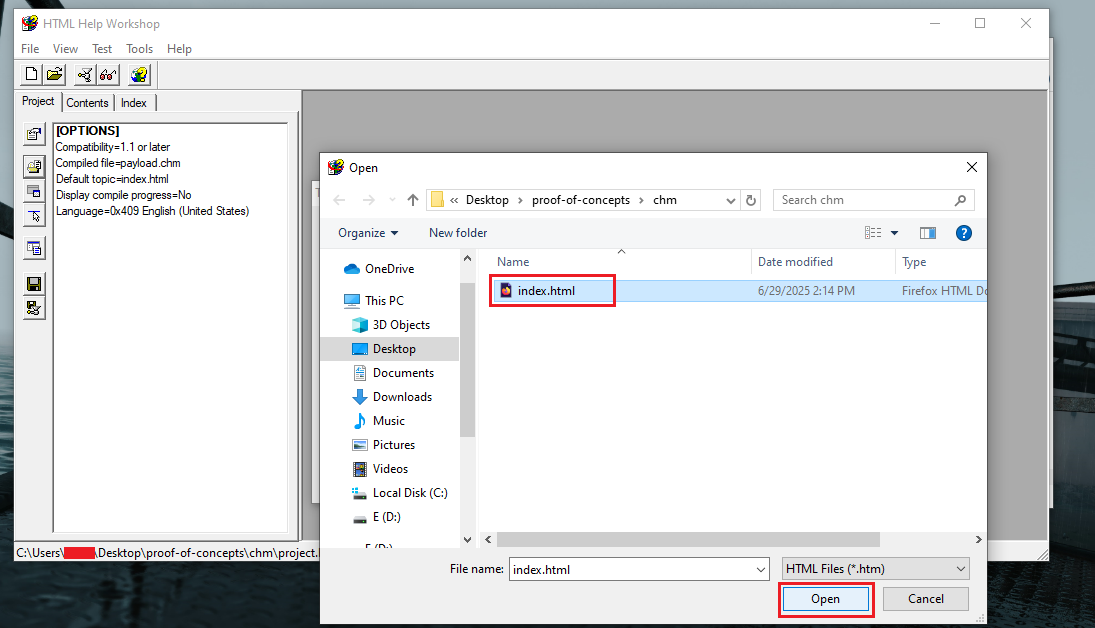 HTML Help Workshop
File View Test Tools Help
Project Contents Index
[OPTIONS]
Compatibility=1.1 or later
Compiled file=payload.chm
Default topic=index.html
Display compile progress=No
Language=0x409 English (United States)
Open
« Desktop › proof-of-concepts › chm
Search chm
Organize New folder
Name Date modified Type
index.html 6/29/2025 2:14 PM Firefox HTML Do
OneDrive
This PC
3D Objects
Desktop
Documents
Downloads
Music
Pictures
Videos
Local Disk (C:)
E (D:)
File name: index.html HTML Files (*.htm)
Open Cancel
C:\Users\ \Desktop\proof-of-concepts\chm\project.